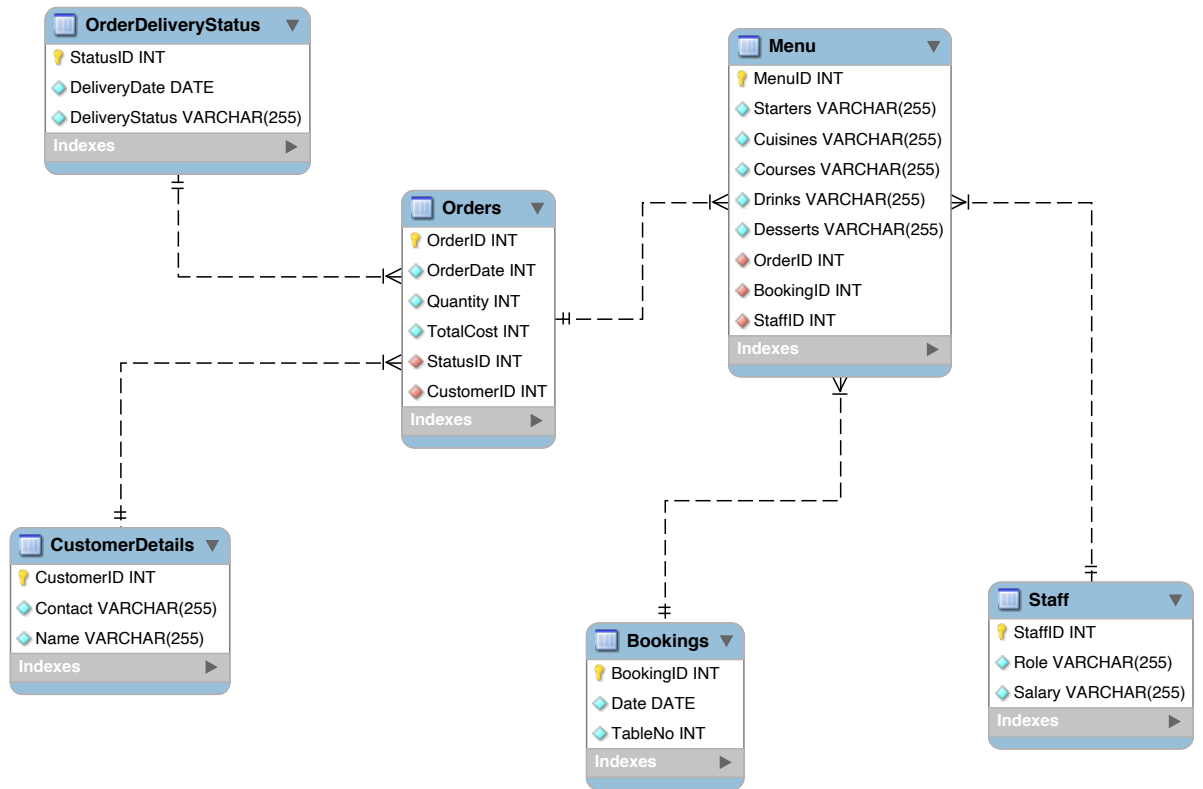 OrderDeliveryStatus
StatusID INT
DeliveryDate DATE
DeliveryStatus VARCHAR(255)
Indexes
Menu
MenuID INT
Starters VARCHAR(255)
Cuisines VARCHAR(255)
Courses VARCHAR(255)
Drinks VARCHAR(255)
Desserts VARCHAR(255)
OrderID INT
BookingID INT
StaffID INT
Indexes
Orders
OrderID INT
OrderDate INT
Quantity INT
TotalCost INT
StatusID INT
CustomerID INT
Indexes
CustomerDetails
CustomerID INT
Contact VARCHAR(255)
Name VARCHAR(255)
Indexes
Bookings
BookingID INT
Date DATE
TableNo INT
Indexes
Staff
StaffID INT
Role VARCHAR(255)
Salary VARCHAR(255)
Indexes